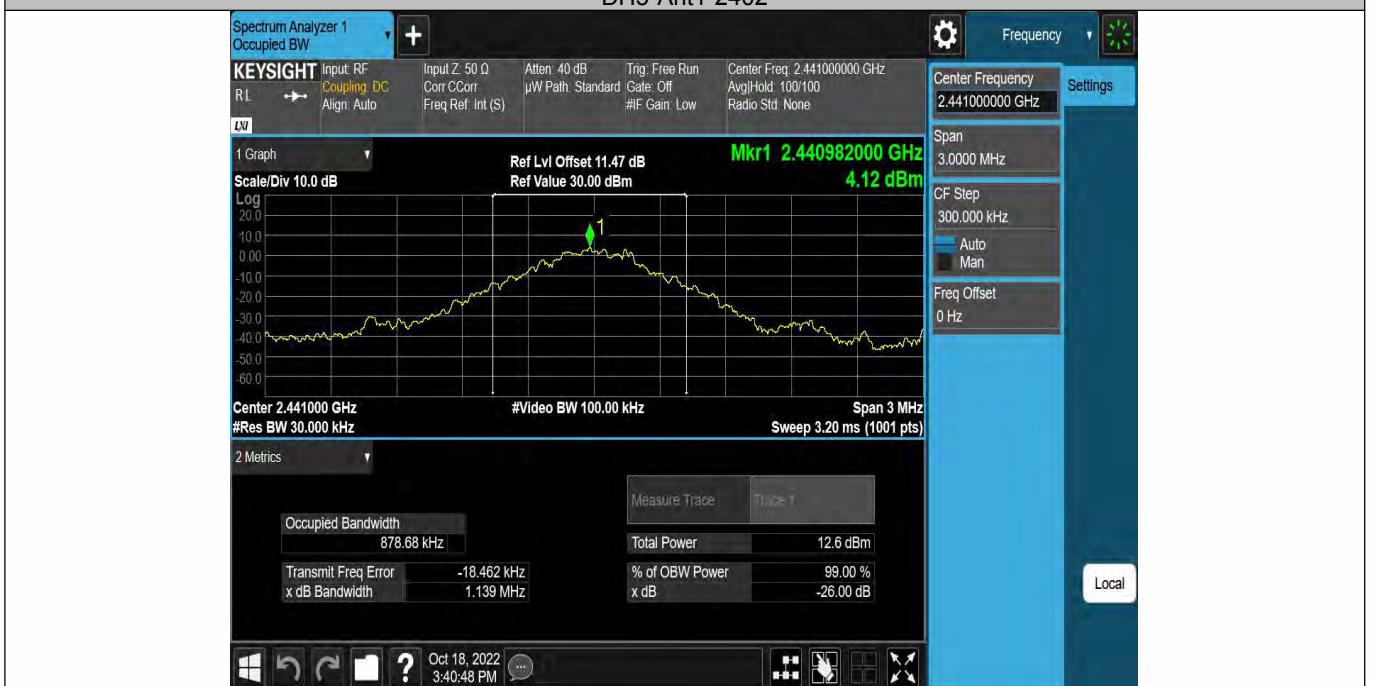 DH5-Ant1-2402
Spectrum Analyzer 1
Occupied BW
+
Frequency
KEYSIGHT
RL
LXI
Input: RF
Coupling: DC
Align: Auto
Input Z: 50 Ω
Corr CCorr
Freq Ref: Int (S)
Atten: 40 dB
µW Path: Standard
Trig: Free Run
Gate: Off
#IF Gain: Low
Center Freq: 2.441000000 GHz
Avg|Hold: 100/100
Radio Std: None
Center Frequency
2.441000000 GHz
Settings
Span
3.0000 MHz
CF Step
300.000 kHz
Auto
Man
Freq Offset
0 Hz
1 Graph
Scale/Div 10.0 dB
Ref Lvl Offset 11.47 dB
Ref Value 30.00 dBm
Mkr1 2.440982000 GHz
4.12 dBm
Log
20.0
10.0
0.00
-10.0
-20.0
-30.0
-40.0
-50.0
-60.0
1
Center 2.441000 GHz
#Res BW 30.000 kHz
#Video BW 100.00 kHz
Span 3 MHz
Sweep 3.20 ms (1001 pts)
2 Metrics
Measure Trace
Trace 1
Occupied Bandwidth
878.68 kHz
Total Power
12.6 dBm
Transmit Freq Error
-18.462 kHz
% of OBW Power
99.00 %
x dB Bandwidth
1.139 MHz
x dB
-26.00 dB
Local
?
Oct 18, 2022
3:40:48 PM